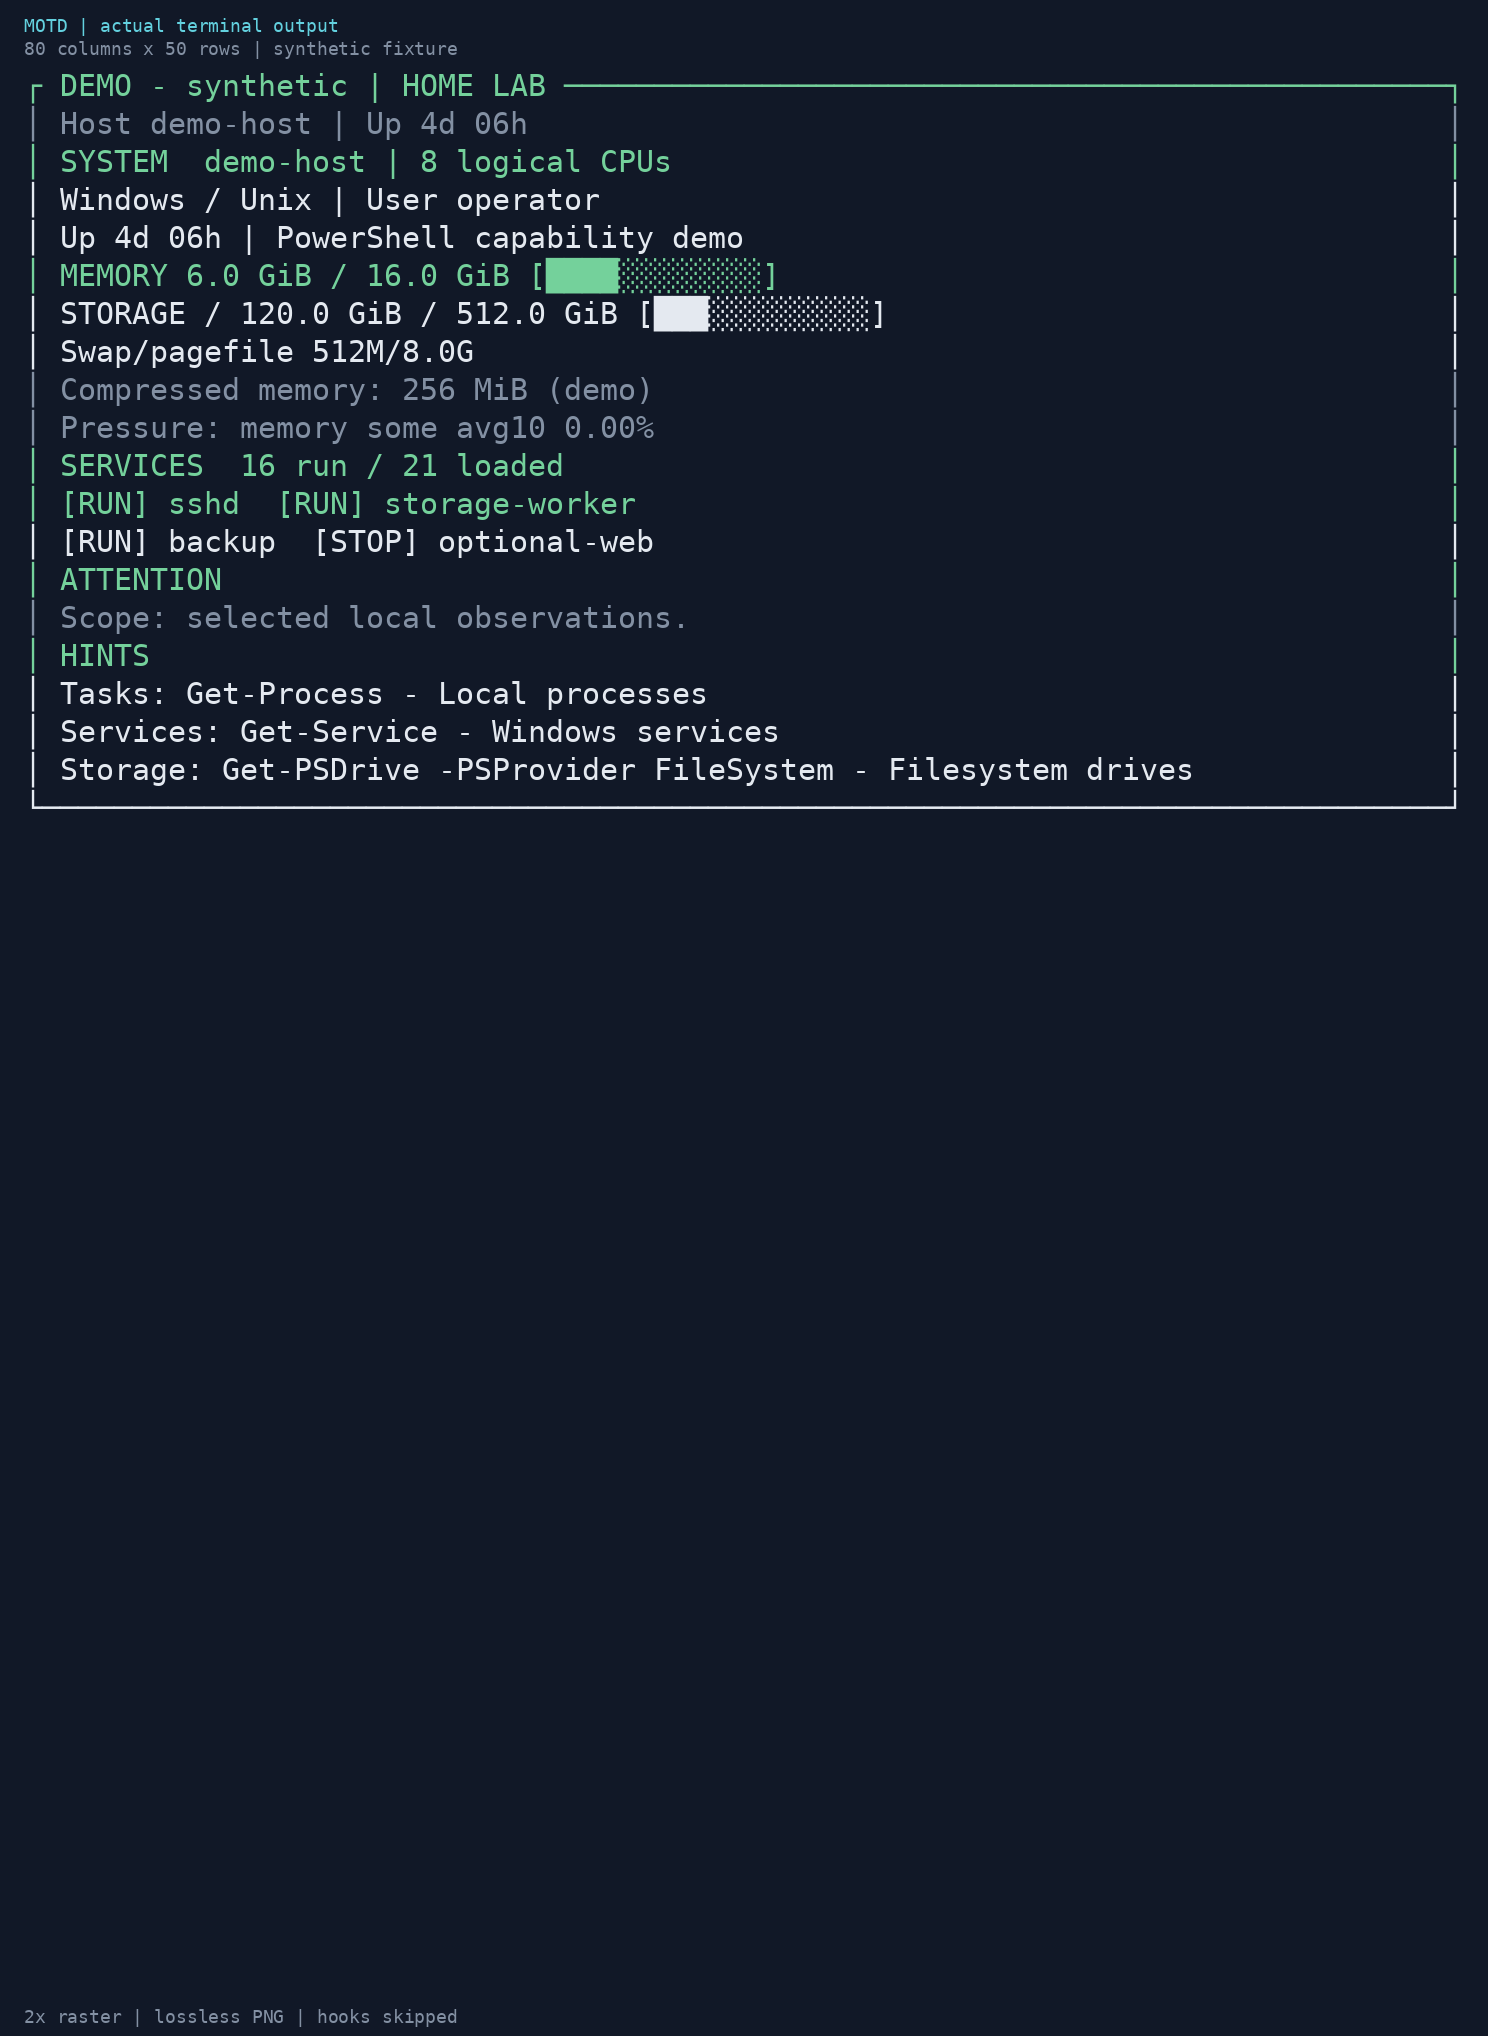 MOTD | actual terminal output
80 columns x 50 rows | synthetic fixture
┌ DEMO - synthetic | HOME LAB ─────────────────────────────────────────────────┐
│ Host demo-host | Up 4d 06h │
│ SYSTEM  demo-host | 8 logical CPUs │
│ Windows / Unix | User operator │
│ Up 4d 06h | PowerShell capability demo │
│ MEMORY 6.0 GiB / 16.0 GiB [████░░░░░░░░] │
│ STORAGE / 120.0 GiB / 512.0 GiB [███░░░░░░░░░] │
│ Swap/pagefile 512M/8.0G │
│ Compressed memory: 256 MiB (demo) │
│ Pressure: memory some avg10 0.00% │
│ SERVICES  16 run / 21 loaded │
│ [RUN] sshd  [RUN] storage-worker │
│ [RUN] backup  [STOP] optional-web │
│ ATTENTION │
│ Scope: selected local observations. │
│ HINTS │
│ Tasks: Get-Process - Local processes │
│ Services: Get-Service - Windows services │
│ Storage: Get-PSDrive -PSProvider FileSystem - Filesystem drives │
└──────────────────────────────────────────────────────────────────────────────┘
2x raster | lossless PNG | hooks skipped